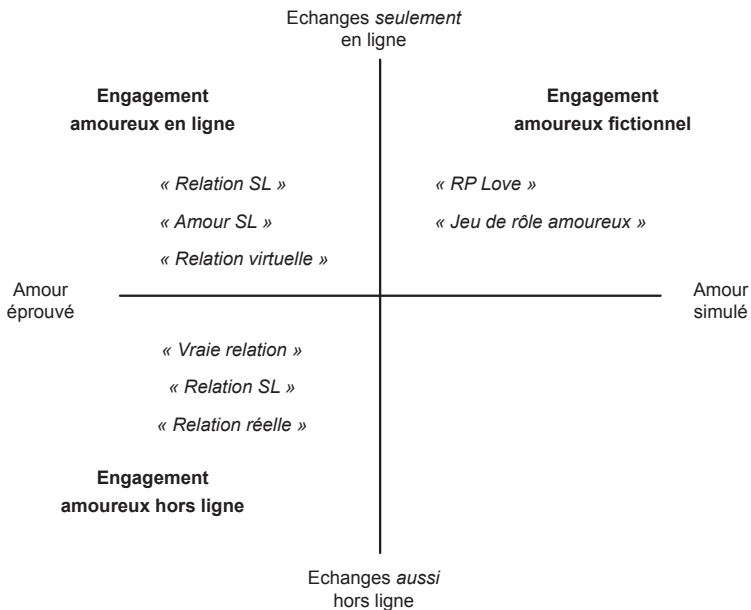 Echanges seulement
en ligne
Engagement
amoureux en ligne
Engagement
amoureux fictionnel
« Relation SL »
« Amour SL »
« Relation virtuelle »
« RP Love »
« Jeu de rôle amoureux »
Amour
éprouvé
Amour
simulé
« Vraie relation »
« Relation SL »
« Relation réelle »
Engagement
amoureux hors ligne
Echanges aussi
hors ligne